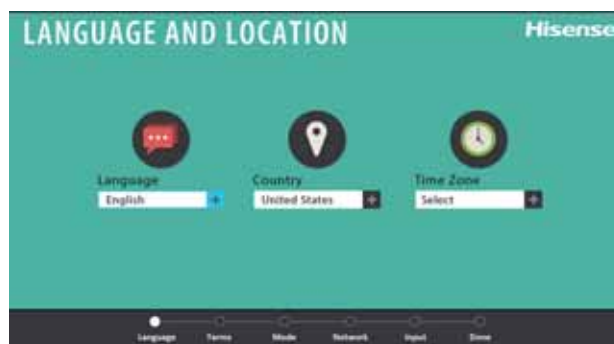 LANGUAGE AND LOCATION Hisense
Language Country Time Zone
English + United States + Select +
Language Terms Mode Network Input Done